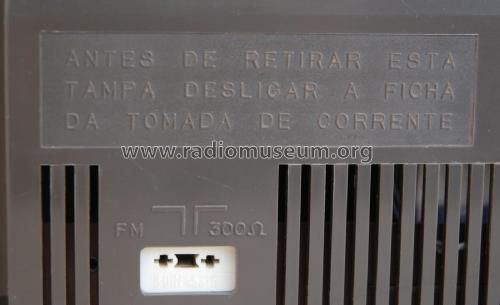 ANTES DE RETIRAR ESTA
TAMPA DESLIGAR A FICHA
DA TOMADA DE CORRENTE
www.radiomuseum.org
FM 300Ω